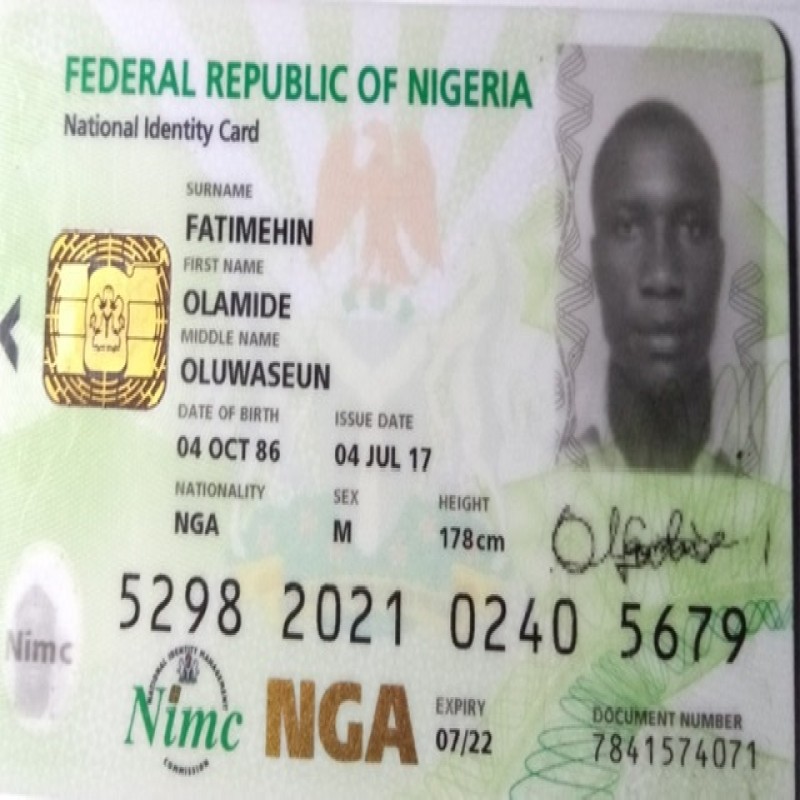 FEDERAL REPUBLIC OF NIGERIA
National Identity Card
SURNAME
FATIMEHIN
FIRST NAME
OLAMIDE
MIDDLE NAME
OLUWASEUN
DATE OF BIRTH ISSUE DATE
04 OCT 86 04 JUL 17
NATIONALITY SEX HEIGHT
NGA M 178cm
5298 2021 0240 5679
Nimc
NATIONAL IDENTITY MANAGEMENT
Nimc
COMMISSION
NGA
EXPIRY
07/22
DOCUMENT NUMBER
7841574071